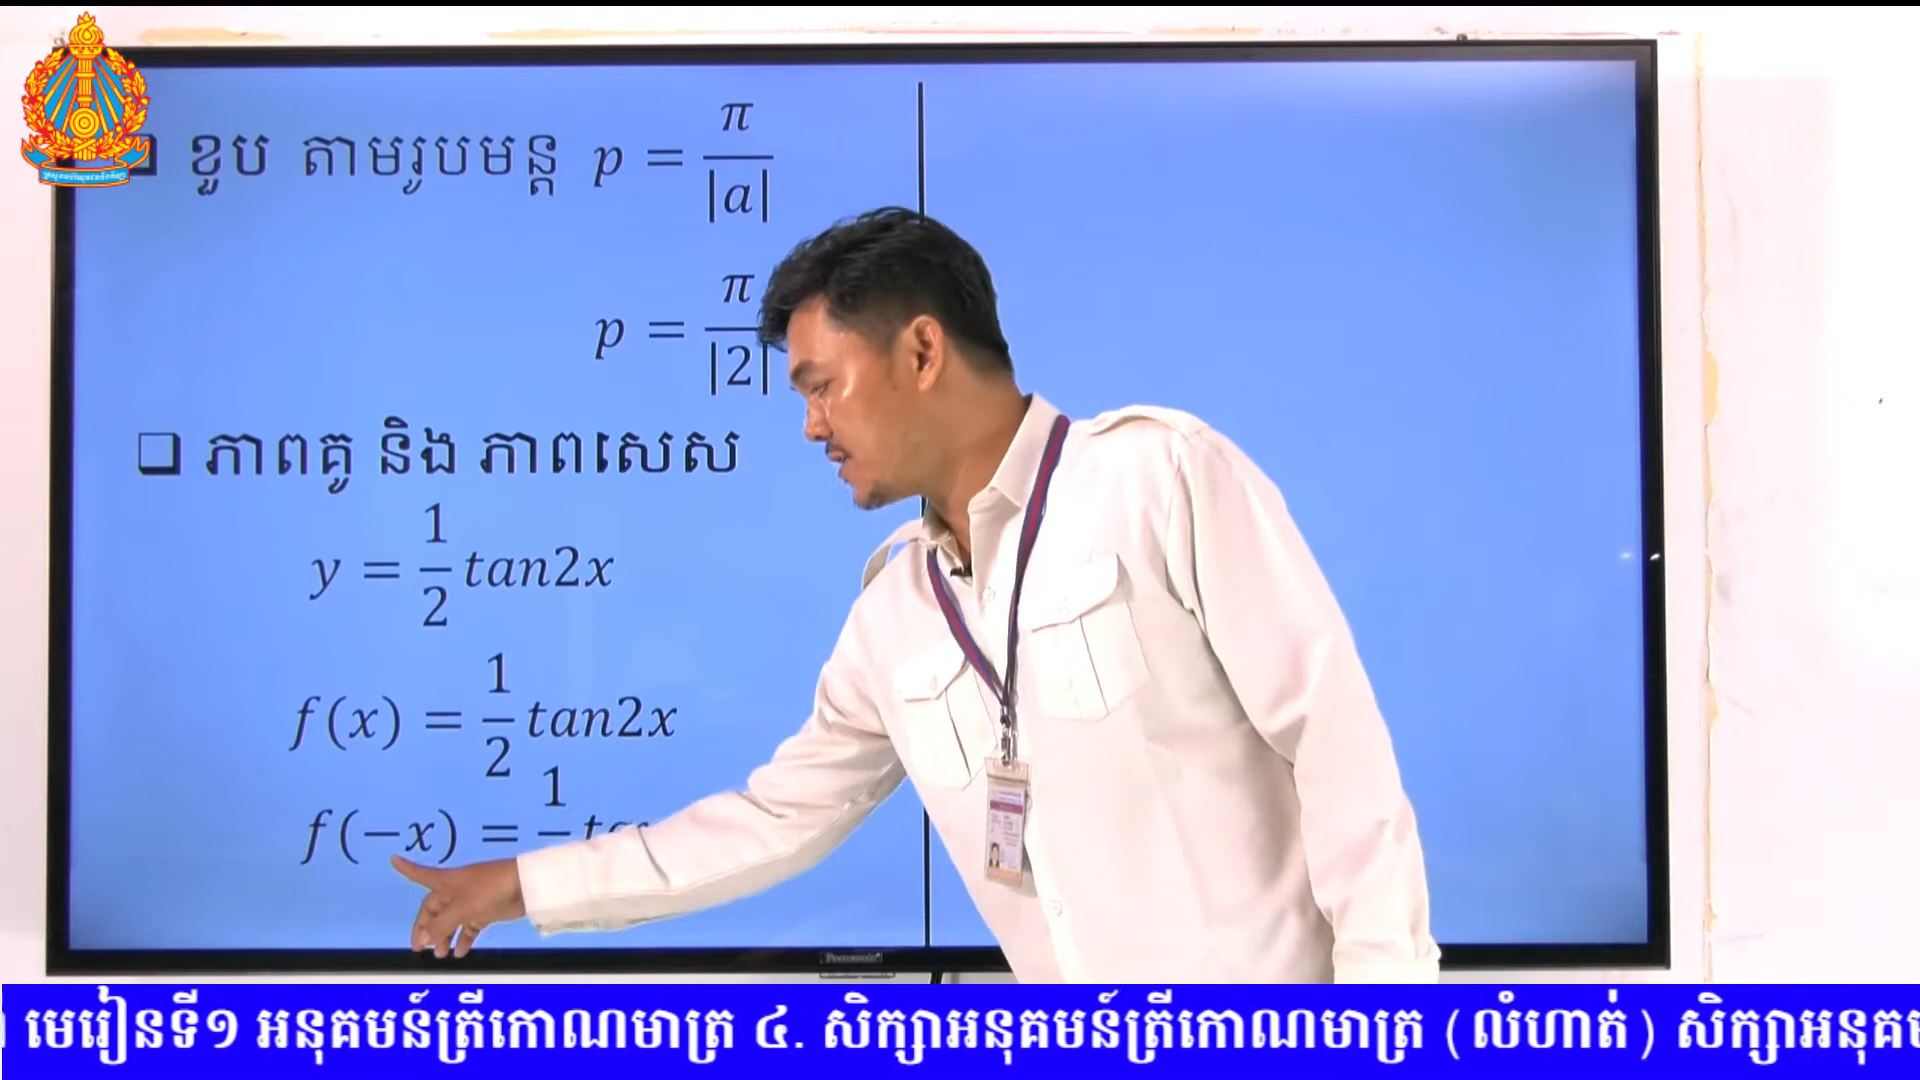 ខួប តាមរូបមន្ត p = π/|a|
p = π/|2|
ភាពគូ និង ភាពសេស
y = 1/2 tan2x
f(x) = 1/2 tan2x
f(−x) = 1
មេរៀនទី១ អនុគមន៍ត្រីកោណមាត្រ ៤. សិក្សាអនុគមន៍ត្រីកោណមាត្រ (លំហាត់) សិក្សាអនុគម